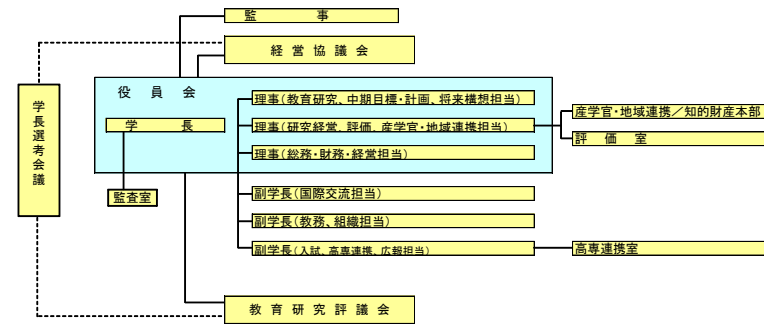 監事
経営協議会
役員会
学長選考会議
学長
理事(教育研究、中期目標・計画、将来構想担当)
理事(研究経営、評価、産学官・地域連携担当)
理事(総務・財務・経営担当)
産学官・地域連携／知的財産本部
評価室
監査室
副学長(国際交流担当)
副学長(教務、組織担当)
副学長(入試、高専連携、広報担当)
高専連携室
教育研究評議会